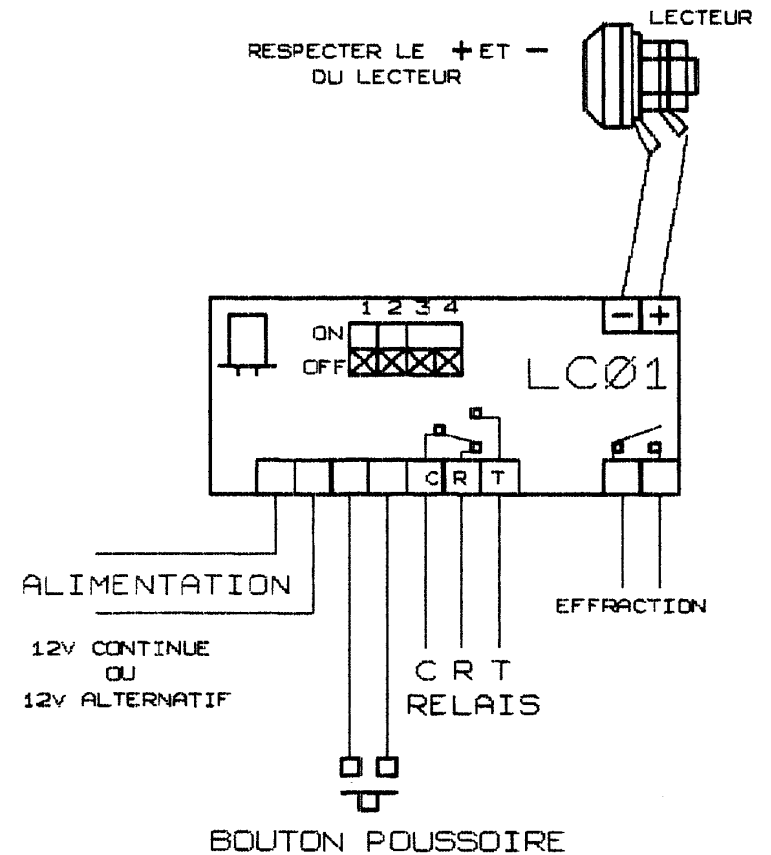 LECTEUR
RESPECTER LE + ET -
DU LECTEUR
- +
1 2 3 4
ON
OFF
LCØ1
C R T
ALIMENTATION
12V CONTINUE
OU
12V ALTERNATIF
EFFRACTION
C R T
RELAIS
BOUTON POUSSOIRE